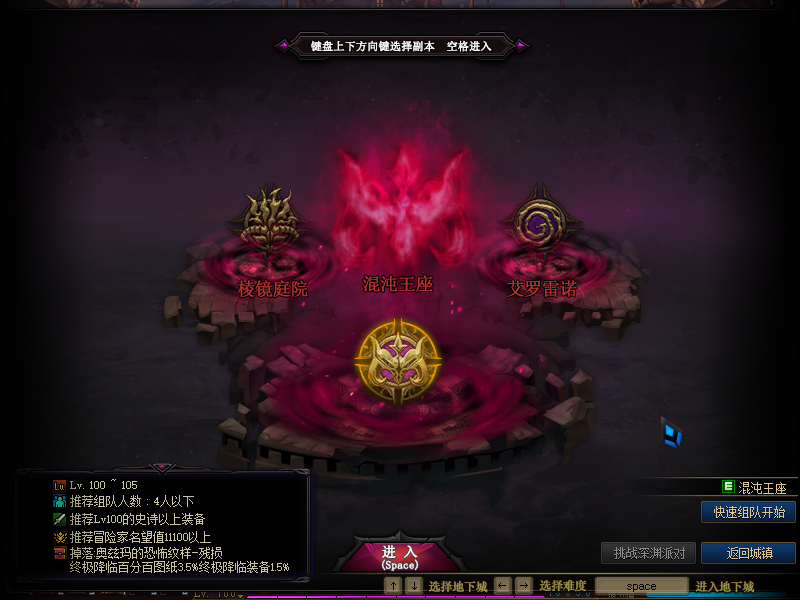 键盘上下方向键选择副本 空格进入
棱镜庭院
混沌王座
艾罗雷诺
Lv. 100 ~ 105
推荐组队人数：4人以下
推荐Lv100的史诗以上装备
推荐冒险家名望值11100以上
掉落:奥兹玛的恐怖纹样-残损
终极降临百分百图纸3.5%终极降临装备1.5%
E 混沌王座
快速组队开始
挑战深渊派对
返回城镇
进 入
(Space)
↑ ↓ 选择地下城 ← → 选择难度 space 进入地下城